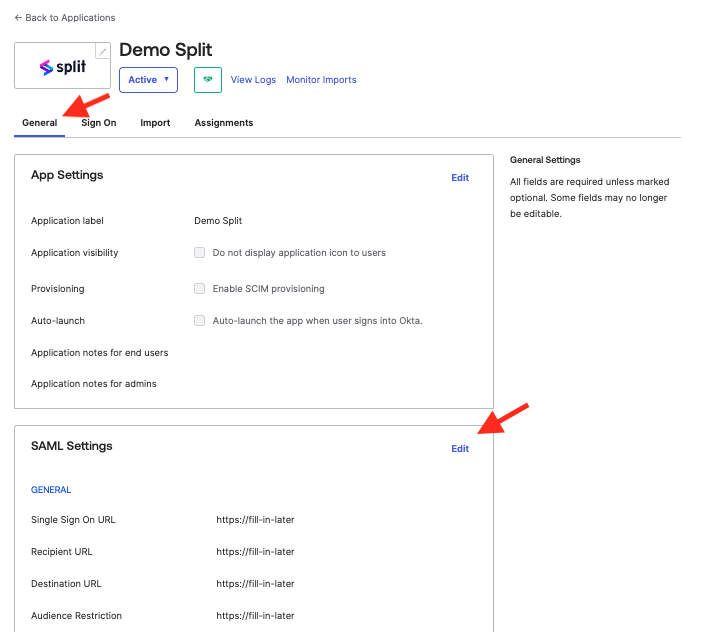 ← Back to Applications
split
Demo Split
Active ▼
View Logs Monitor Imports
General Sign On Import Assignments
App Settings Edit
General Settings
All fields are required unless marked
optional. Some fields may no longer
be editable.
Application label Demo Split
Application visibility Do not display application icon to users
Provisioning Enable SCIM provisioning
Auto-launch Auto-launch the app when user signs into Okta.
Application notes for end users
Application notes for admins
SAML Settings Edit
GENERAL
Single Sign On URL https://fill-in-later
Recipient URL https://fill-in-later
Destination URL https://fill-in-later
Audience Restriction https://fill-in-later